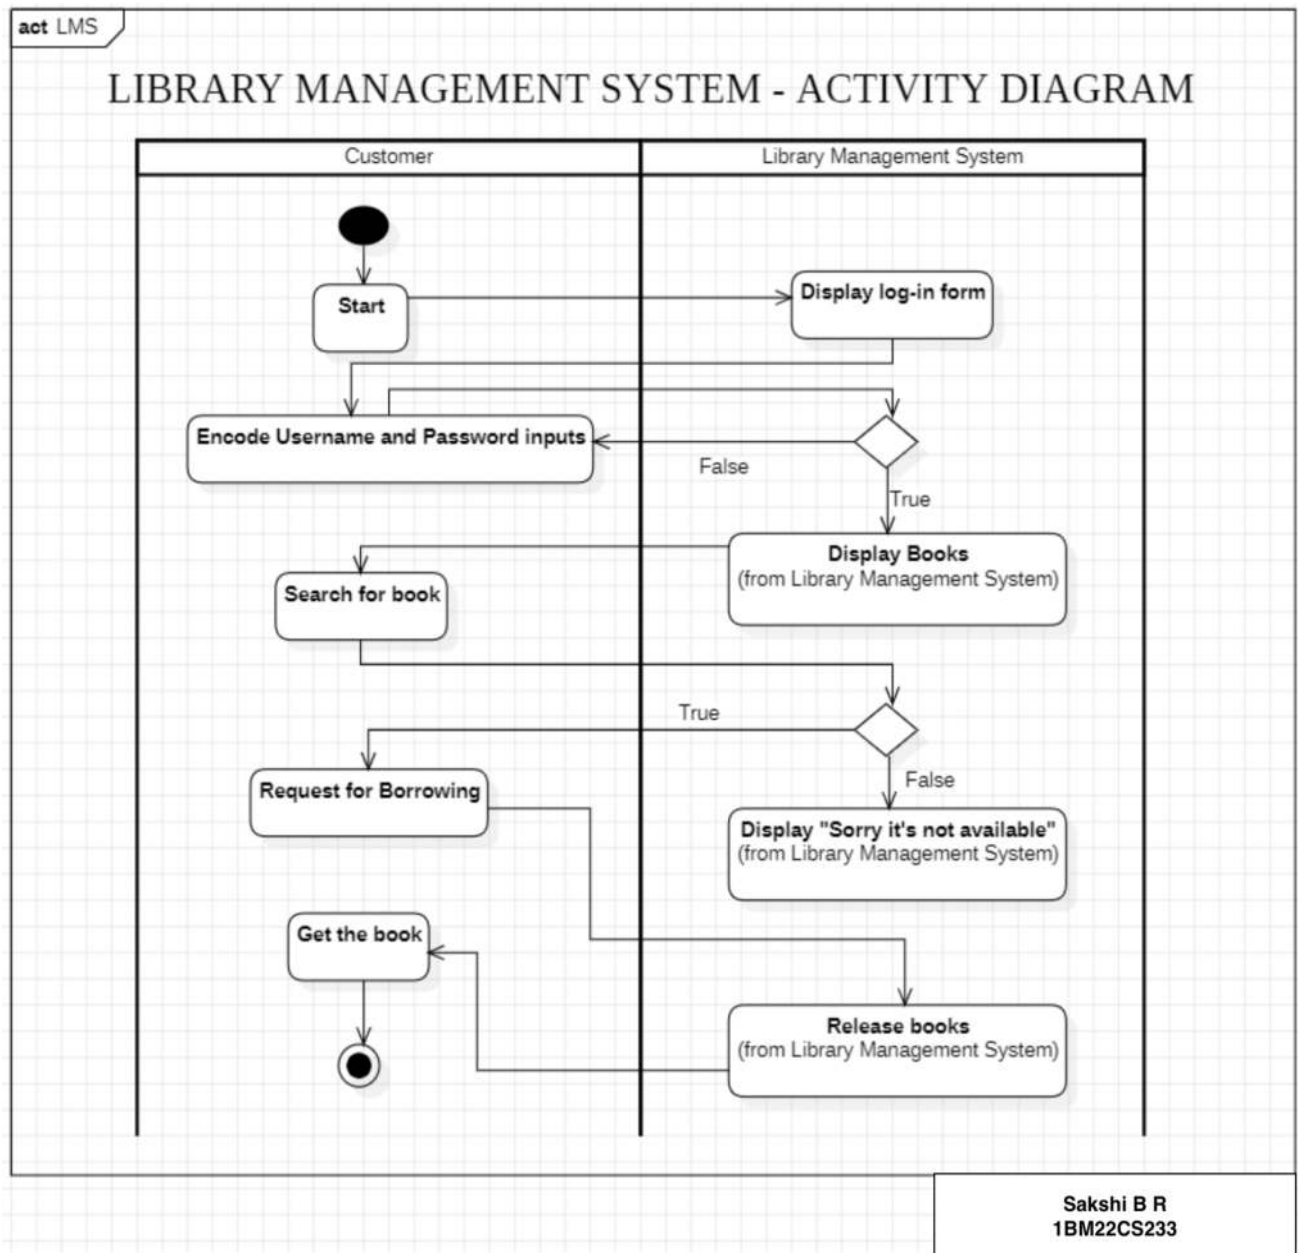 act LMS
LIBRARY MANAGEMENT SYSTEM - ACTIVITY DIAGRAM
Customer
Library Management System
Start
Display log-in form
Encode Username and Password inputs
False
True
Display Books
(from Library Management System)
Search for book
True
False
Request for Borrowing
Display "Sorry it's not available"
(from Library Management System)
Get the book
Release books
(from Library Management System)
Sakshi B R
1BM22CS233